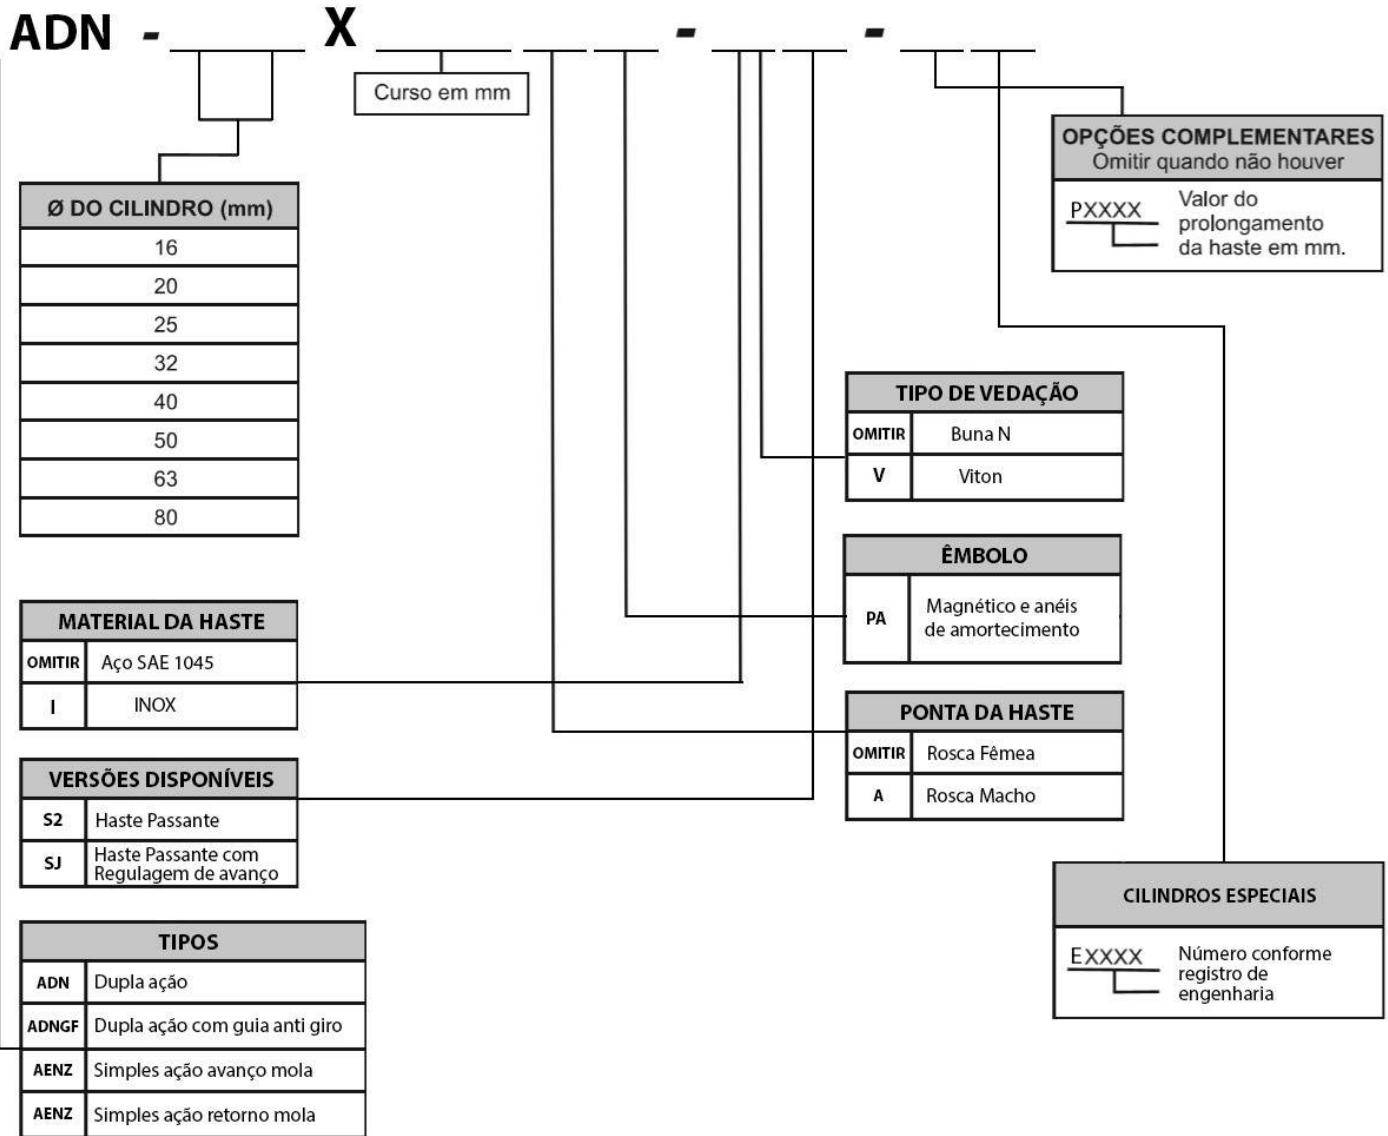 ADN - X - -
Curso em mm
OPÇÕES COMPLEMENTARES
Omitir quando não houver
PXXXX
Valor do
prolongamento
da haste em mm.
Ø DO CILINDRO (mm)
16
20
25
32
40
50
63
80
TIPO DE VEDAÇÃO
OMITIR Buna N
V Viton
ÊMBOLO
PA
Magnético e anéis
de amortecimento
MATERIAL DA HASTE
OMITIR Aço SAE 1045
I INOX
PONTA DA HASTE
OMITIR Rosca Fêmea
A Rosca Macho
VERSÕES DISPONÍVEIS
S2 Haste Passante
SJ
Haste Passante com
Regulagem de avanço
CILINDROS ESPECIAIS
EXXXX
Número conforme
registro de
engenharia
TIPOS
ADN Dupla ação
ADNGF Dupla ação com guia anti giro
AENZ Simples ação avanço mola
AENZ Simples ação retorno mola